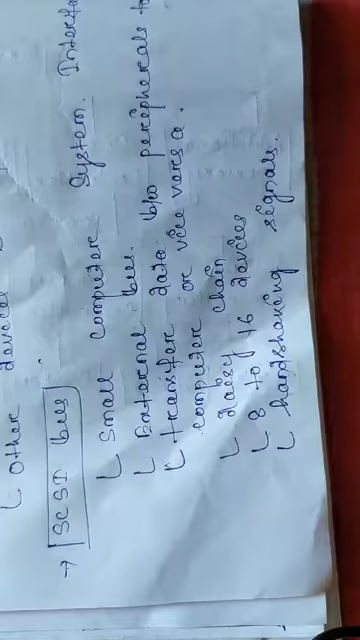 ↳ other devices
→ SCSI bus
↳ Small computer System Interfa
↳ External bus.
↳ transfer data b/w peripherals to
computer or vice versa.
↳ daisy chain
↳ 8 to 16 devices
↳ handshaking signals.